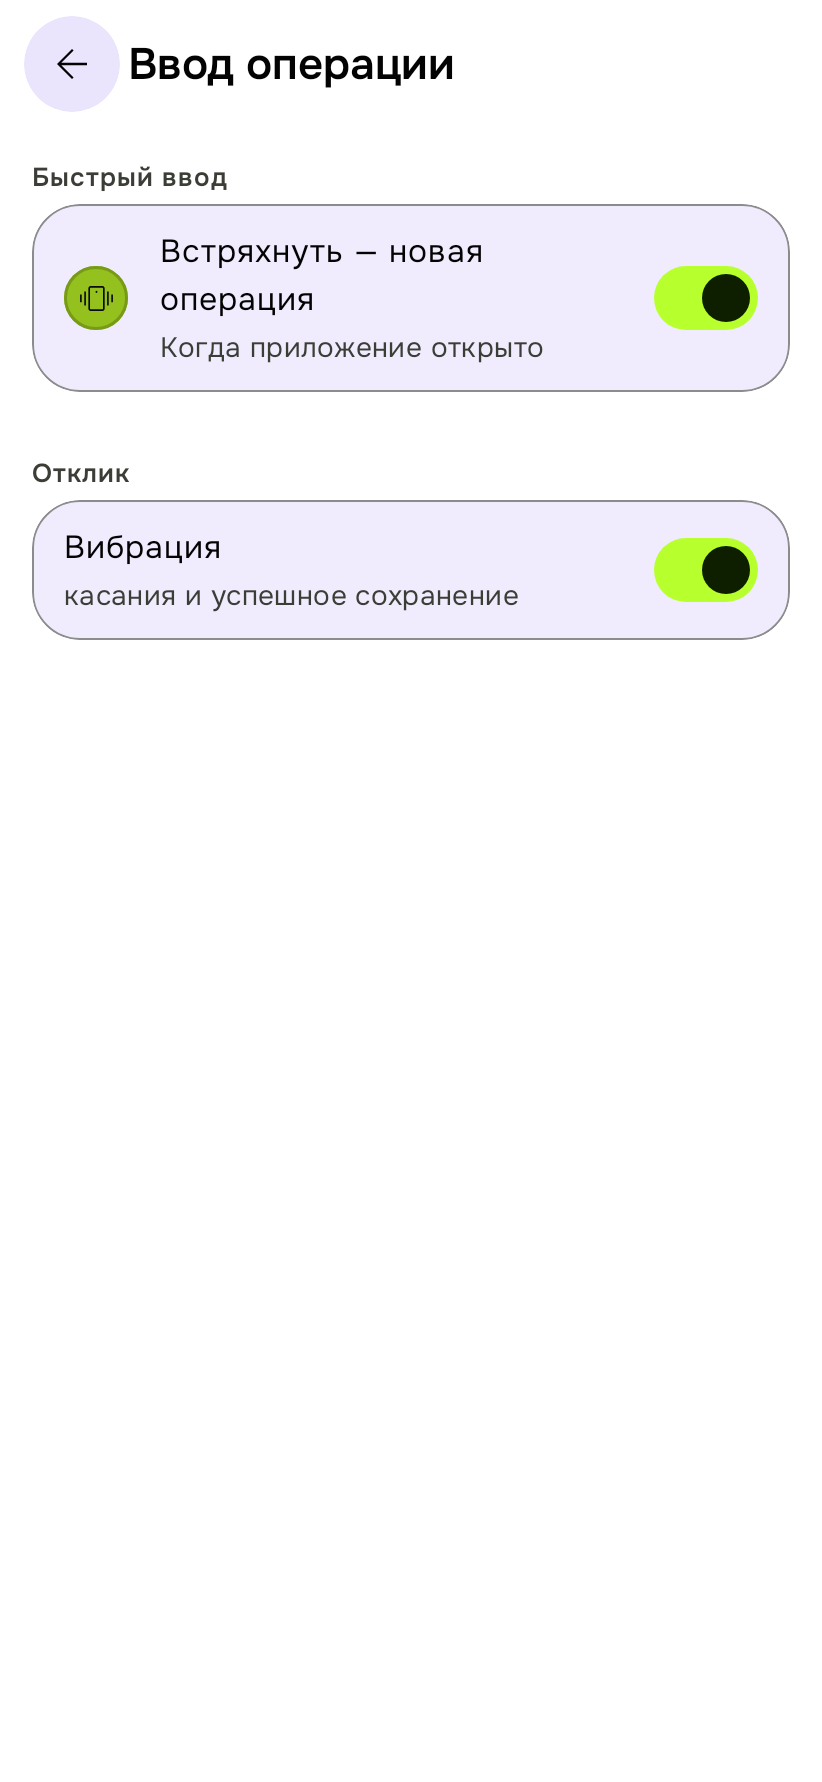 Ввод операции
Быстрый ввод
Встряхнуть — новая
операция
Когда приложение открыто
Отклик
Вибрация
касания и успешное сохранение